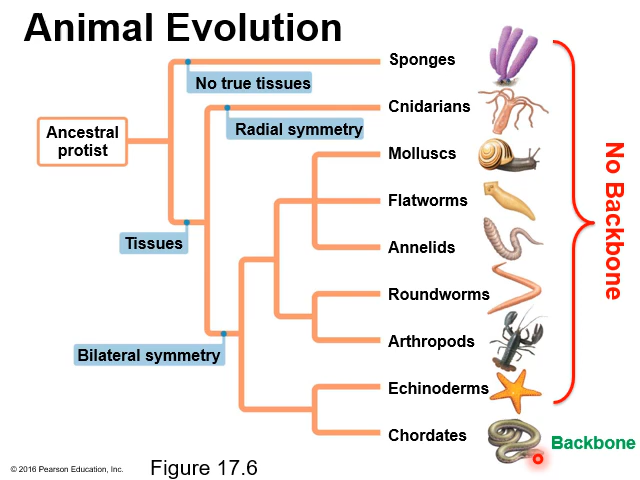 Animal Evolution
Sponges
No true tissues
Cnidarians
Radial symmetry
Ancestral
protist
Molluscs
Flatworms
Tissues
Annelids
Roundworms
Arthropods
Bilateral symmetry
Echinoderms
Chordates
No Backbone
Backbone
© 2016 Pearson Education, Inc.
Figure 17.6